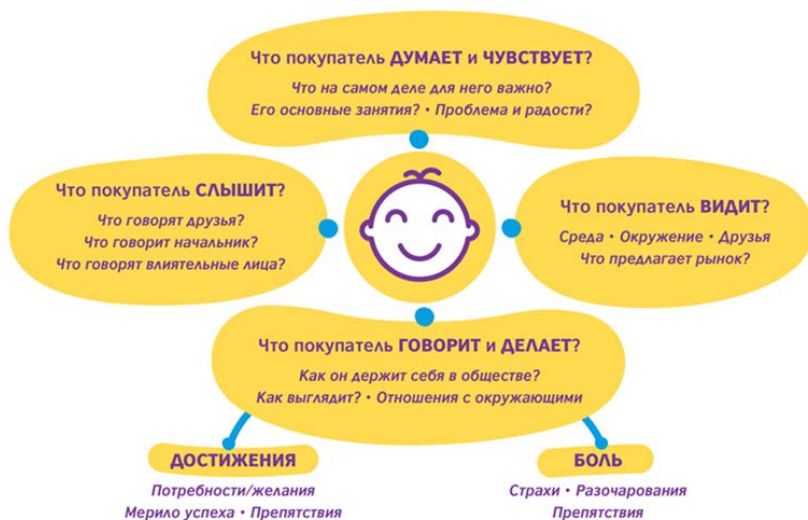 Что покупатель ДУМАЕТ и ЧУВСТВУЕТ?
Что на самом деле для него важно?
Его основные занятия? • Проблема и радости?
Что покупатель СЛЫШИТ?
Что говорят друзья?
Что говорит начальник?
Что говорят влиятельные лица?
Что покупатель ВИДИТ?
Среда • Окружение • Друзья
Что предлагает рынок?
Что покупатель ГОВОРИТ и ДЕЛАЕТ?
Как он держит себя в обществе?
Как выглядит? • Отношения с окружающими
ДОСТИЖЕНИЯ
Потребности/желания
Мерило успеха • Препятствия
БОЛЬ
Страхи • Разочарования
Препятствия